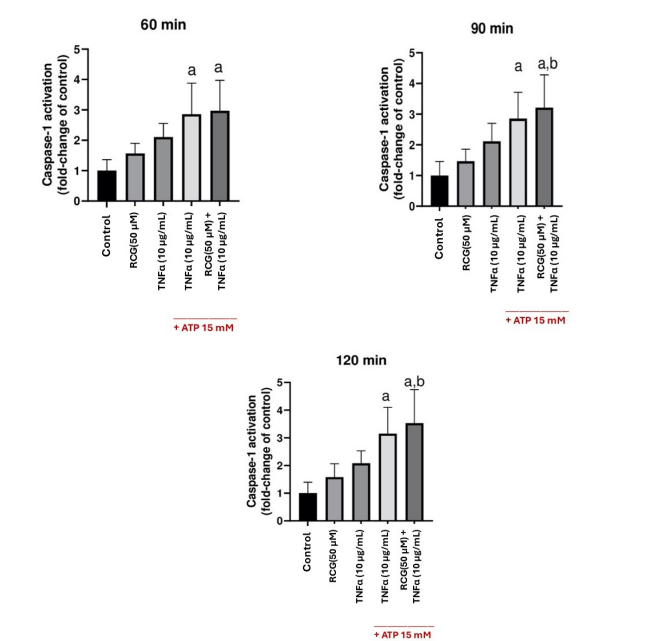 60 min
Caspase-1 activation
(fold-change of control)
5
4
3
2
1
0
a
a
Control
RCG(50 µM)
TNFα (10 µg/mL)
TNFα (10 µg/mL)
RCG(50 µM) +
TNFα (10 µg/mL)
+ ATP 15 mM
90 min
Caspase-1 activation
(fold-change of control)
5
4
3
2
1
0
a
a,b
Control
RCG(50 µM)
TNFα (10 µg/mL)
TNFα (10 µg/mL)
RCG(50 µM) +
TNFα (10 µg/mL)
+ ATP 15 mM
120 min
Caspase-1 activation
(fold-change of control)
5
4
3
2
1
0
a
a,b
Control
RCG(50 µM)
TNFα (10 µg/mL)
TNFα (10 µg/mL)
RCG(50 µM) +
TNFα (10 µg/mL)
+ ATP 15 mM